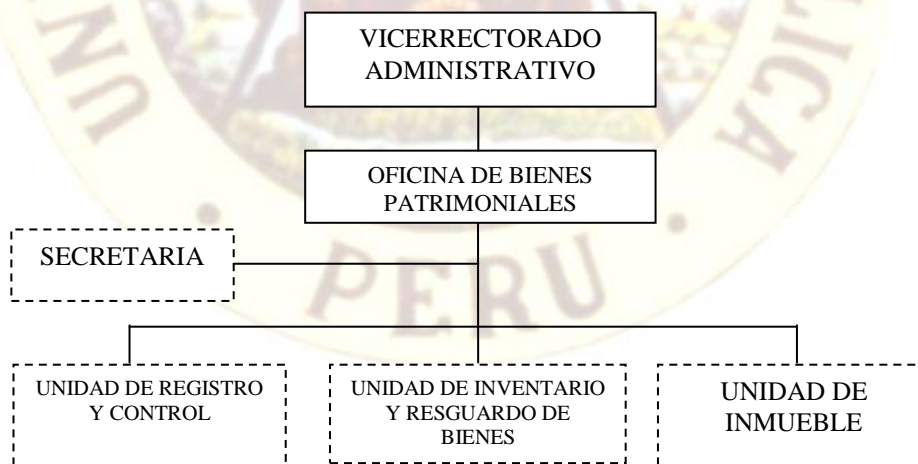 VICERRECTORADO
ADMINISTRATIVO
OFICINA DE BIENES
PATRIMONIALES
SECRETARIA
PERU
UNIDAD DE REGISTRO
Y CONTROL
UNIDAD DE INVENTARIO
Y RESGUARDO DE
BIENES
UNIDAD DE
INMUEBLE